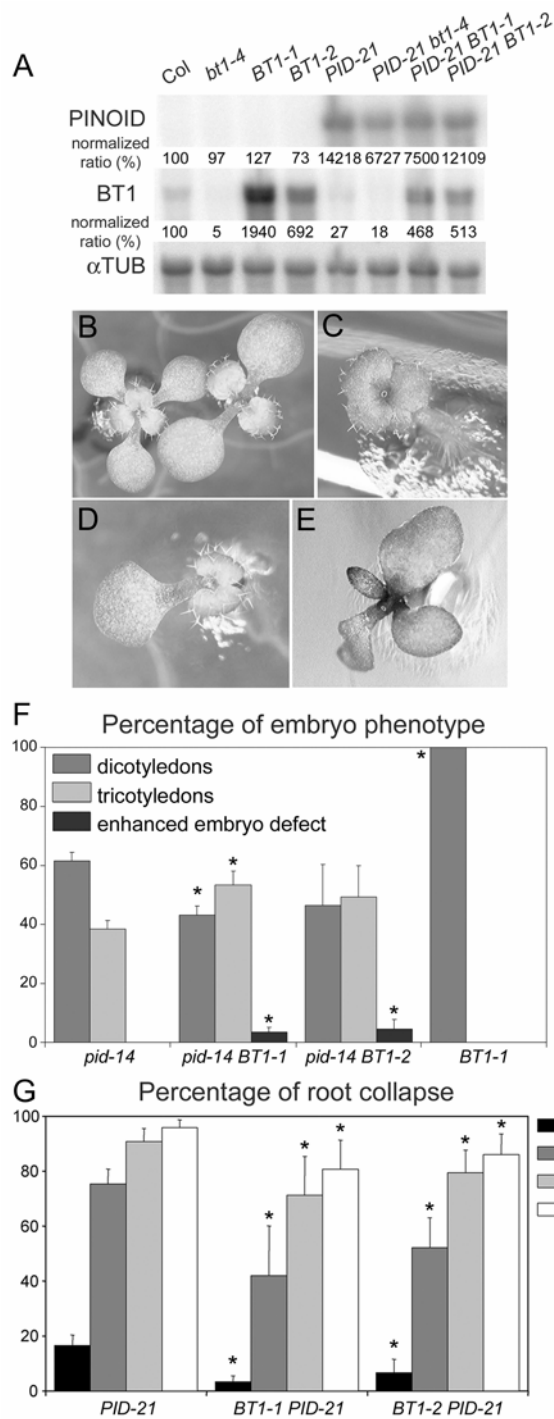 A
Col bt1-4 BT1-1 BT1-2 PID-21 PID-21 bt1-4 PID-21 BT1-1 PID-21 BT1-2
PINOID
normalized
ratio (%) 100 97 127 73 14218 6727 7500 12109
BT1
normalized
ratio (%) 100 5 1940 692 27 18 468 513
αTUB
B C
D E
F Percentage of embryo phenotype
100
80
60
40
20
0
dicotyledons
tricotyledons
enhanced embryo defect
* * * * *
pid-14 pid-14 BT1-1 pid-14 BT1-2 BT1-1
G Percentage of root collapse
100
80
60
40
20
0
* * * * * * * *
PID-21 BT1-1 PID-21 BT1-2 PID-21